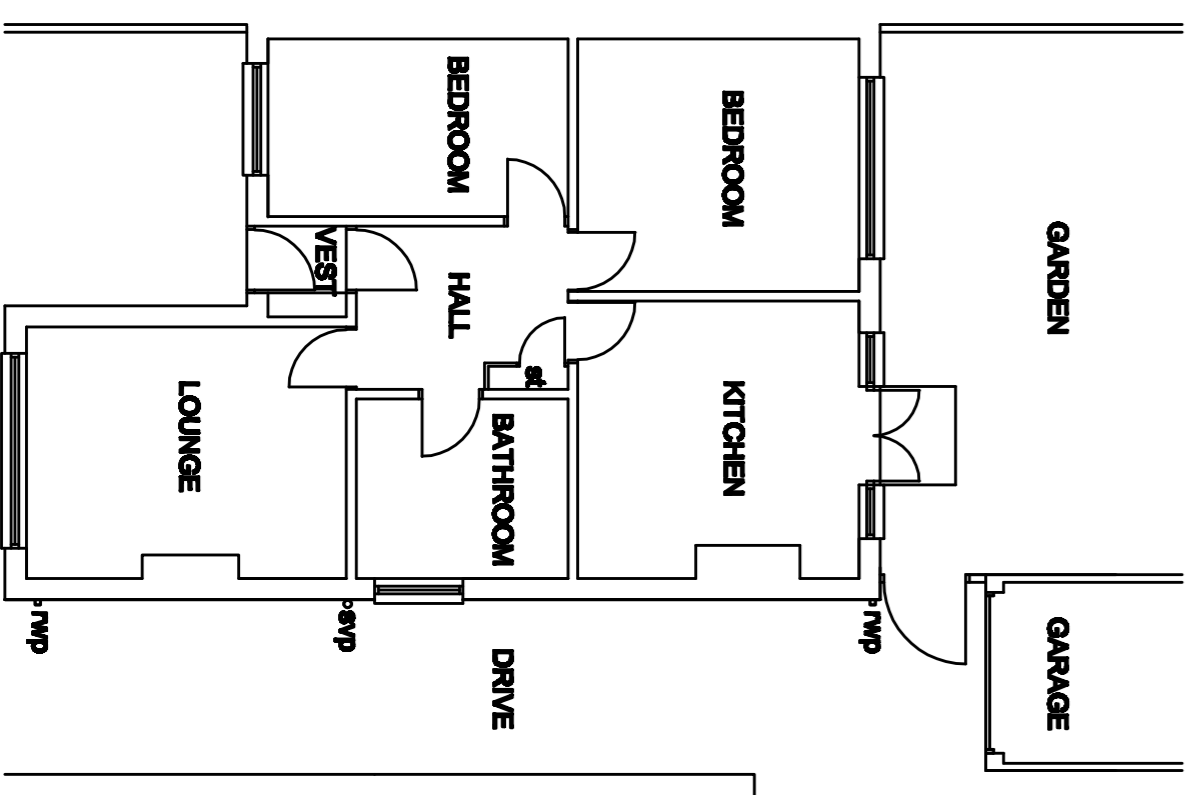 GARDEN
GARAGE
rwp
BEDROOM
KITCHEN
st
BATHROOM
DRIVE
BEDROOM
HALL
svp
VEST
LOUNGE
rwp